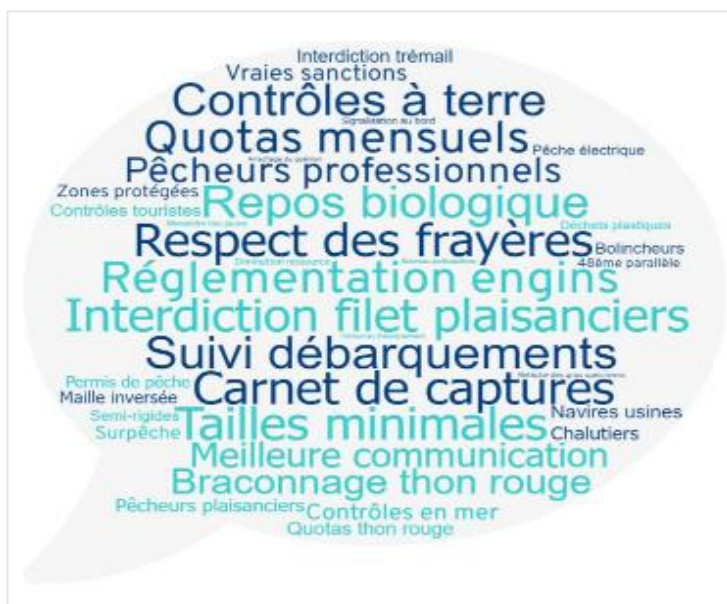 Interdiction trémail
Vraies sanctions
Contrôles à terre
Signalisation au bord
Quotas mensuels
Pêche électrique
Pêcheurs professionnels
Zones protégées
Repos biologique
Contrôles touristes
Déchets plastiques
Respect des frayères
Bolincheurs
48ème parallèle
Diminution ressource
Réglementation engins
Interdiction filet plaisanciers
Suivi débarquements
Permis de pêche
Carnet de captures
Maille inversée
Semi-rigides
Tailles minimales
Navires usines
Surpêche
Chalutiers
Meilleure communication
Braconnage thon rouge
Pêcheurs plaisanciers
Contrôles en mer
Quotas thon rouge